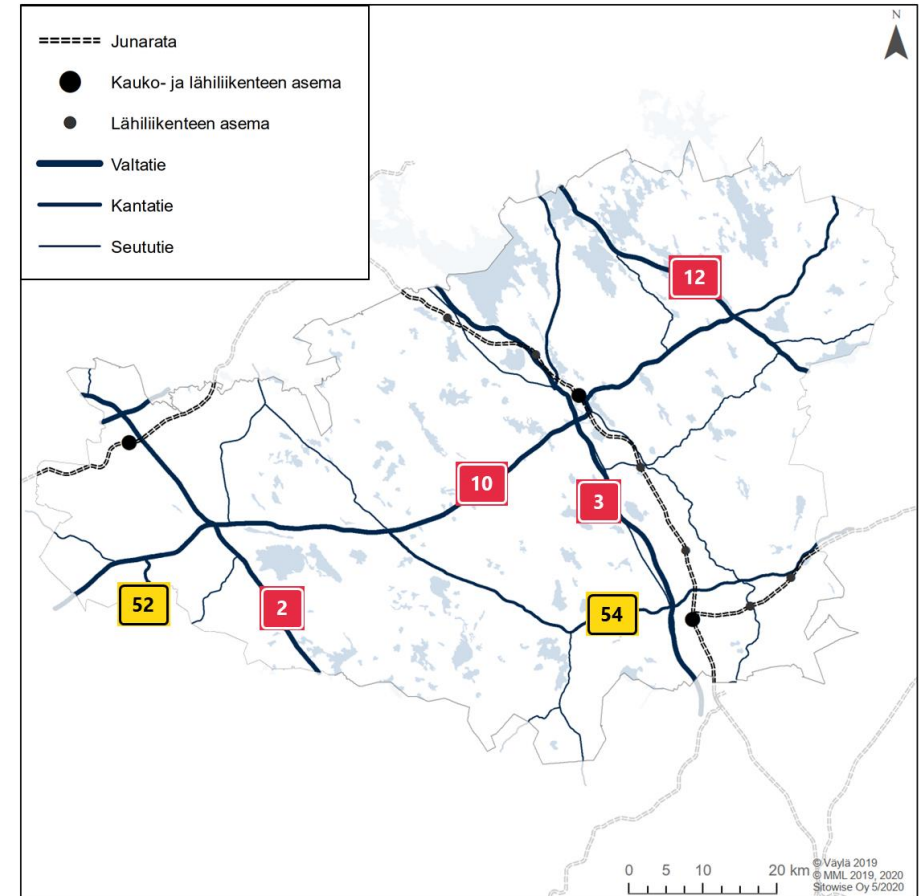 Junarata
Kauko- ja lähiliikenteen asema
Lähiliikenteen asema
Valtatie
Kantatie
Seututie
N
12
10
3
52
2
54
0 5 10 20 km
© Väylä 2019
© MML 2019, 2020
Sitowise Oy 5/2020